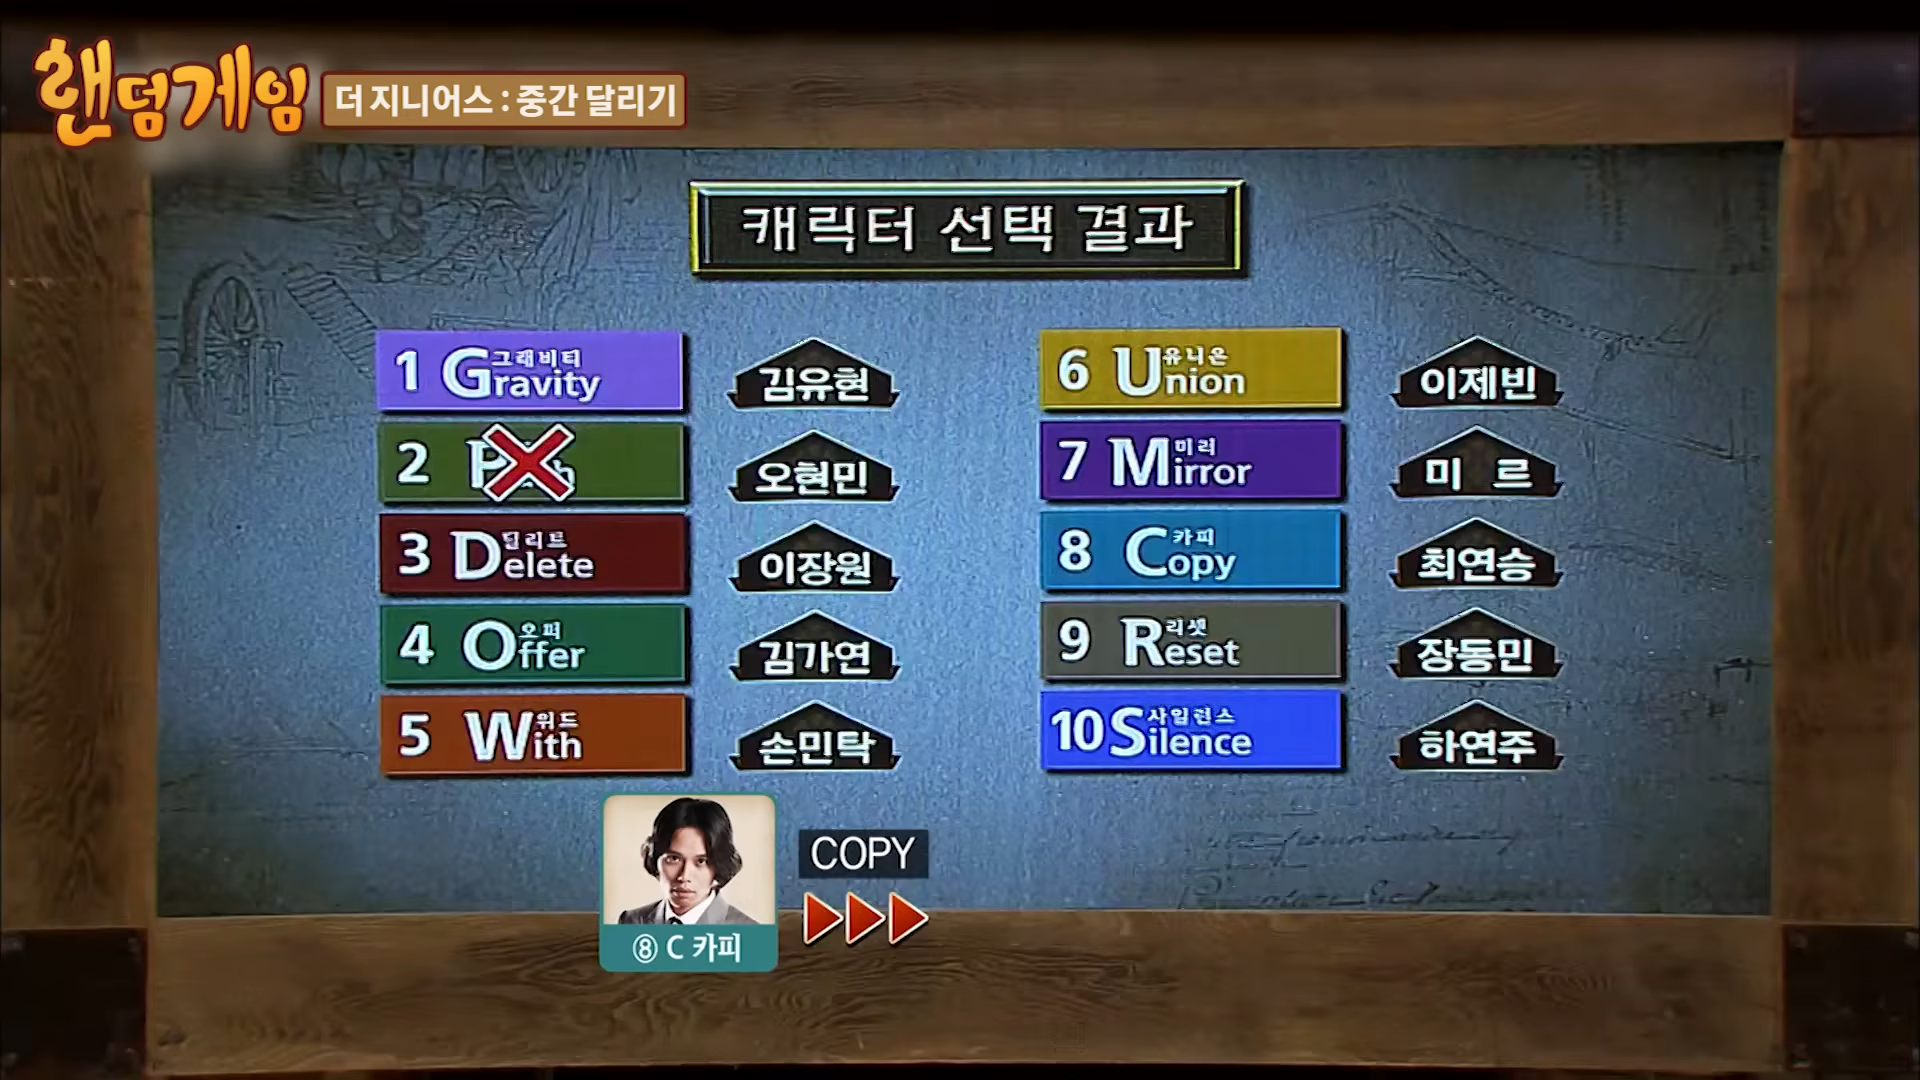 핸덤게임
더 지니어스 : 중간 달리기
캐릭터 선택 결과
1 Gravity 그래비티 김유현
2 오현민
3 Delete 딜리트 이장원
4 Offer 오퍼 김가연
5 With 위드 손민탁
6 Union 유니온 이제빈
7 Mirror 미러 미 르
8 Copy 카피 최연승
9 Reset 리셋 장동민
10 Silence 사일런스 하연주
COPY
⑧ C 카피